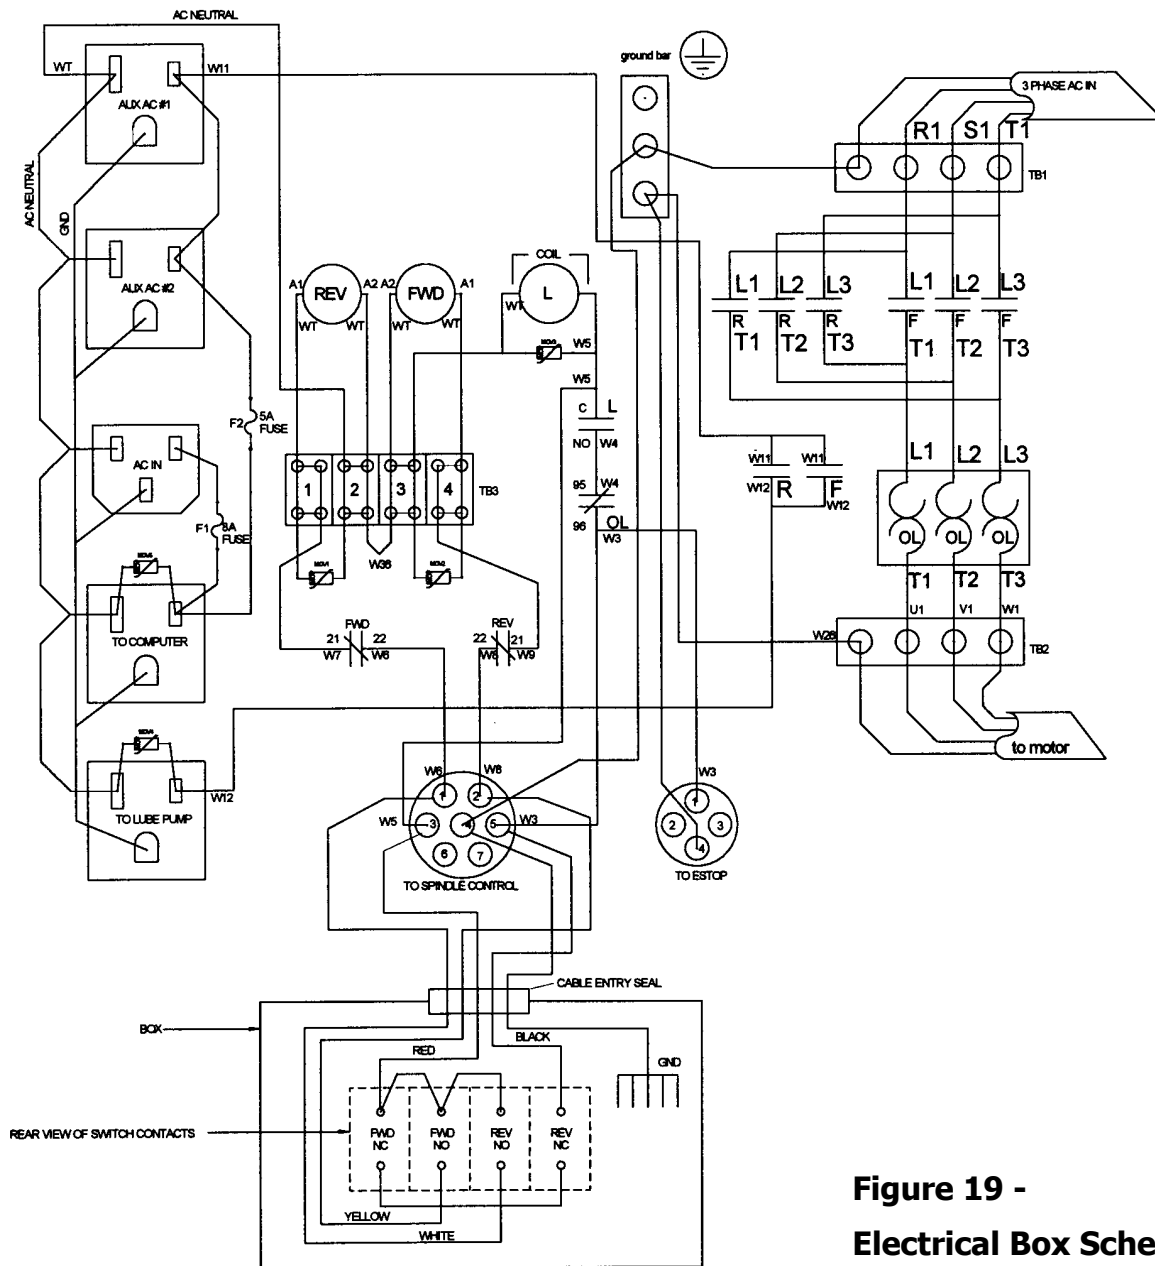 AC NEUTRAL
WT
W11
AUX AC #1
ground bar
3 PHASE AC IN
R1 S1 T1
TB1
AC NEUTRAL
GND
AUX AC #2
COIL
A1 REV A2 A2 FWD A1
L
WT WT WT WT WT
W5
W5
L1 L2 L3 L1 L2 L3
R R R F F F
T1 T2 T3 T1 T2 T3
F2 5A
FUSE
C L
NO W4
AC IN
F1 8A
FUSE
1 2 3 4
TB3
95 W4
96 OL
W3
W11 W11
W12 R F
W12
L1 L2 L3
OL OL OL
T1 T2 T3
W36
MOV1 MOV2
FWD REV
21 22 22 21
W7 W6 W8 W9
TO COMPUTER
W28
U1 V1 W1
TB2
to motor
TO LUBE PUMP
W12
W6 W8
W5 W3
1 2 3 4 5 6 7
TO SPINDLE CONTROL
W3
1 2 3 4
TO ESTOP
CABLE ENTRY SEAL
BOX
RED
BLACK
GND
REAR VIEW OF SWITCH CONTACTS
FWD FWD REV REV
NC NO NO NC
YELLOW
WHITE
Figure 19 -
Electrical Box Sche